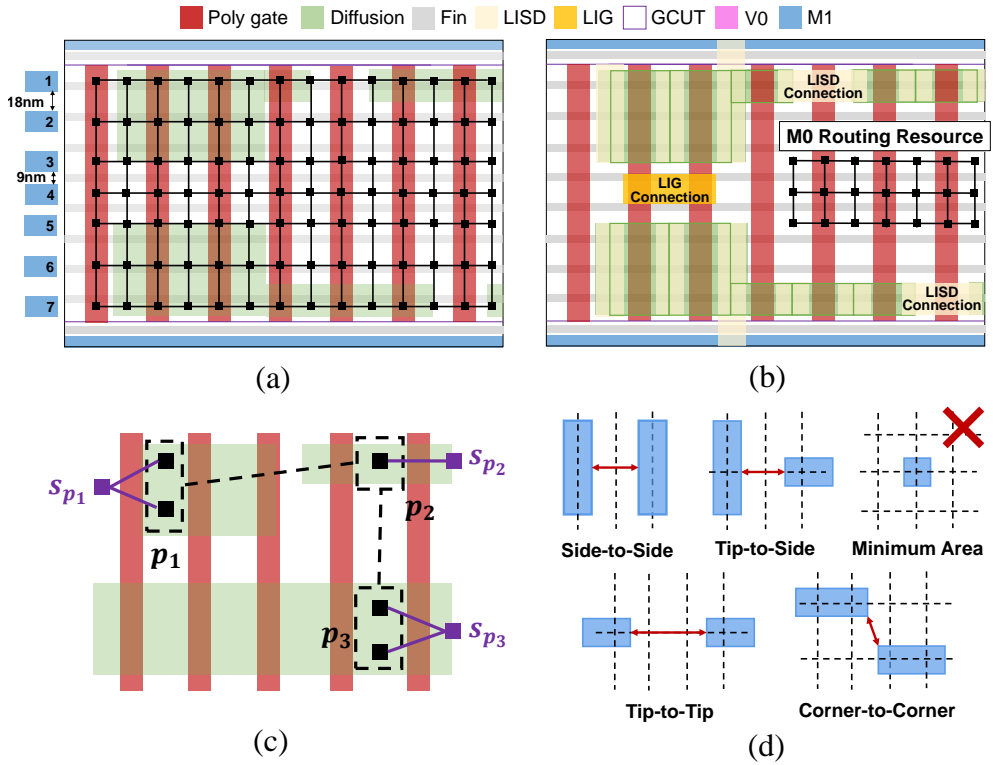 Poly gate Diffusion Fin LISD LIG GCUT V0 M1
1
18nm
2
3
9nm
4
5
6
7
(a)
LISD
Connection
M0 Routing Resource
LIG
Connection
LISD
Connection
(b)
s_{p_1}
p_1
s_{p_2}
p_2
p_3
s_{p_3}
(c)
Side-to-Side Tip-to-Side Minimum Area
Tip-to-Tip Corner-to-Corner
(d)